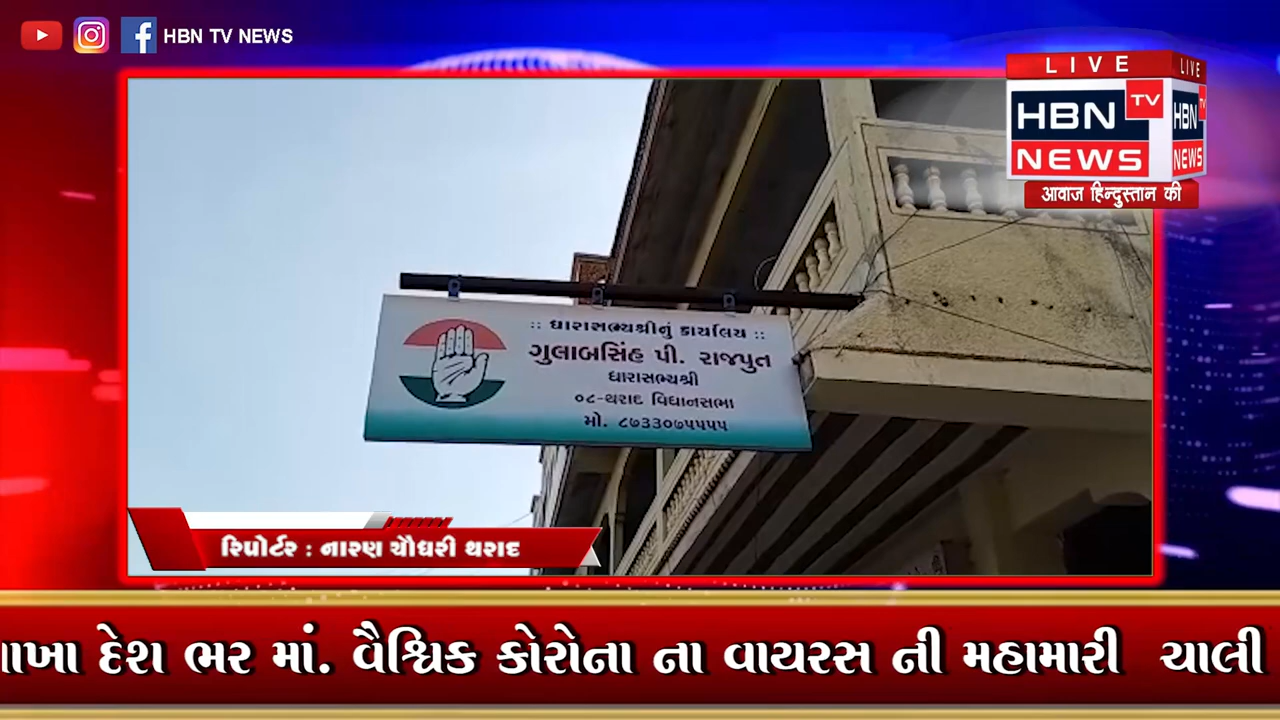 HBN TV NEWS
LIVE
LIVE
HBN TV
NEWS
HBN
NEWS
आवाज हिन्दुस्तान की
:: ધારાસભ્યશ્રીનું કાર્યાલય ::
ગુલાબસિંહ પી. રાજપુત
ધારાસભ્યશ્રી
૦૮-થરાદ વિધાનસભા
મો. ૮૭૩૩૦૭૫૫૫૫
રિપોર્ટર : નારણ ચૌધરી થરાદ
દેશ ભર માં. વૈશ્વિક કોરોના ના વાયરસ ની મહામારી ચાલી